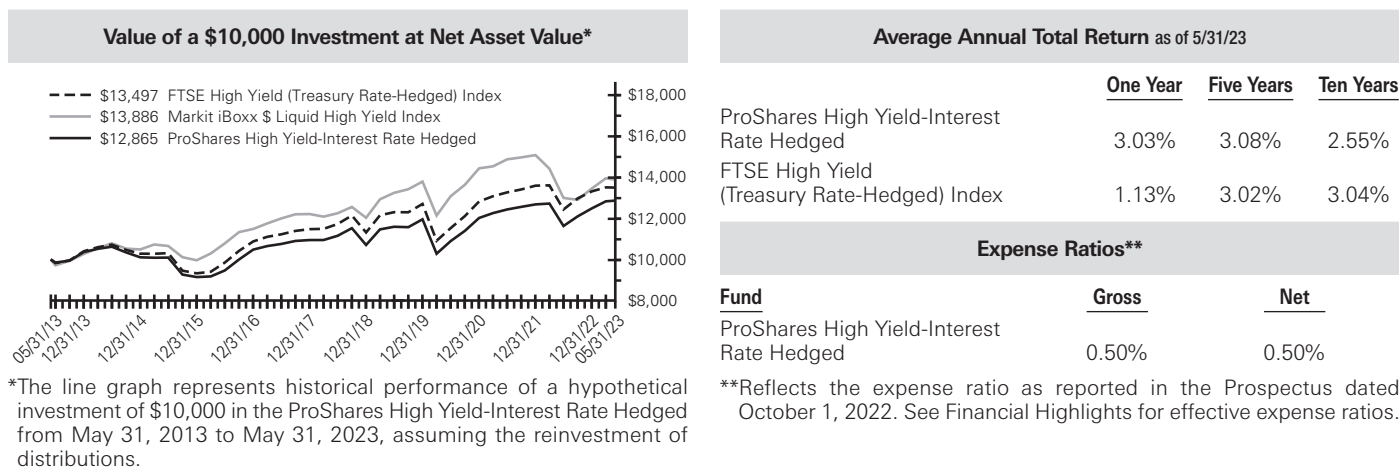 Value of a $10,000 Investment at Net Asset Value*
$13,497 FTSE High Yield (Treasury Rate-Hedged) Index
$13,886 Markit iBoxx $ Liquid High Yield Index
$12,865 ProShares High Yield-Interest Rate Hedged
$18,000
$16,000
$14,000
$12,000
$10,000
$8,000
05/31/13
12/31/13
12/31/14
12/31/15
12/31/16
12/31/17
12/31/18
12/31/19
12/31/20
12/31/21
12/31/22
05/31/23
*The line graph represents historical performance of a hypothetical
investment of $10,000 in the ProShares High Yield-Interest Rate Hedged
from May 31, 2013 to May 31, 2023, assuming the reinvestment of
distributions.
Average Annual Total Return as of 5/31/23
One Year Five Years Ten Years
ProShares High Yield-Interest
Rate Hedged 3.03% 3.08% 2.55%
FTSE High Yield
(Treasury Rate-Hedged) Index 1.13% 3.02% 3.04%
Expense Ratios**
Fund Gross Net
ProShares High Yield-Interest
Rate Hedged 0.50% 0.50%
**Reflects the expense ratio as reported in the Prospectus dated
October 1, 2022. See Financial Highlights for effective expense ratios.